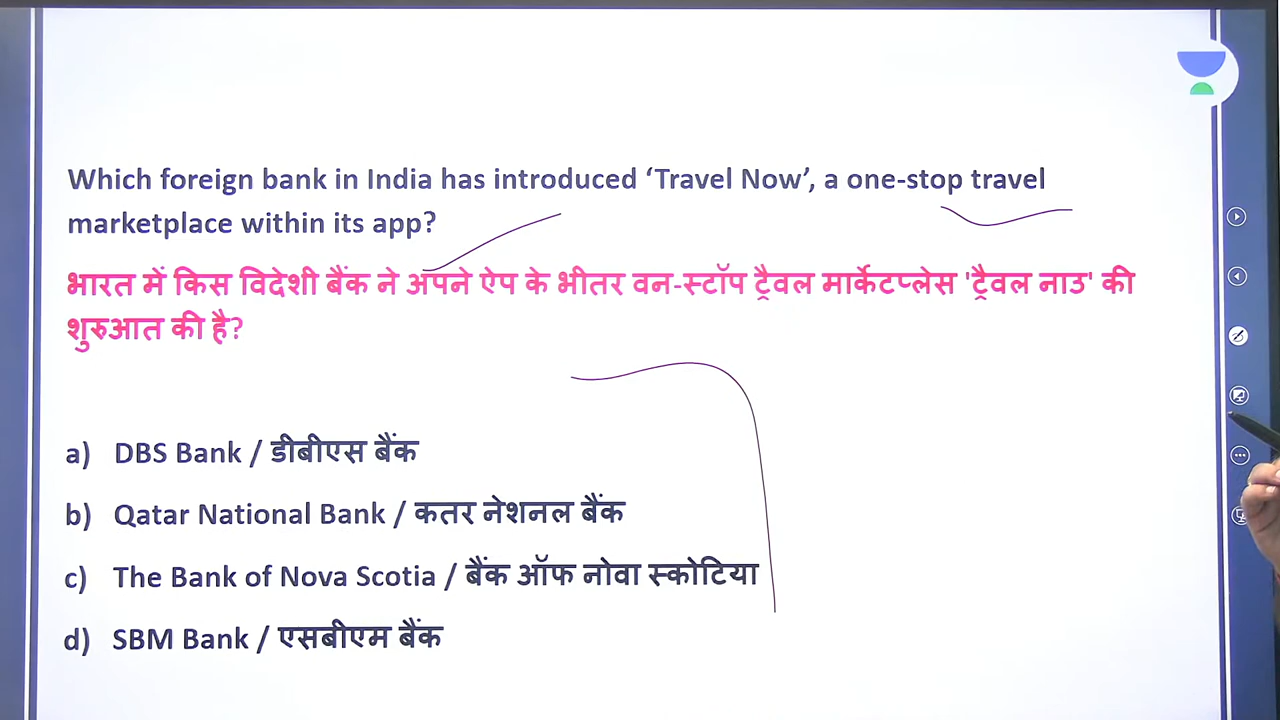 Which foreign bank in India has introduced ‘Travel Now’, a one-stop travel
marketplace within its app?
भारत में किस विदेशी बैंक ने अपने ऐप के भीतर वन-स्टॉप ट्रैवल मार्केटप्लेस 'ट्रैवल नाउ' की
शुरुआत की है?
a) DBS Bank / डीबीएस बैंक
b) Qatar National Bank / कतर नेशनल बैंक
c) The Bank of Nova Scotia / बैंक ऑफ नोवा स्कोटिया
d) SBM Bank / एसबीएम बैंक